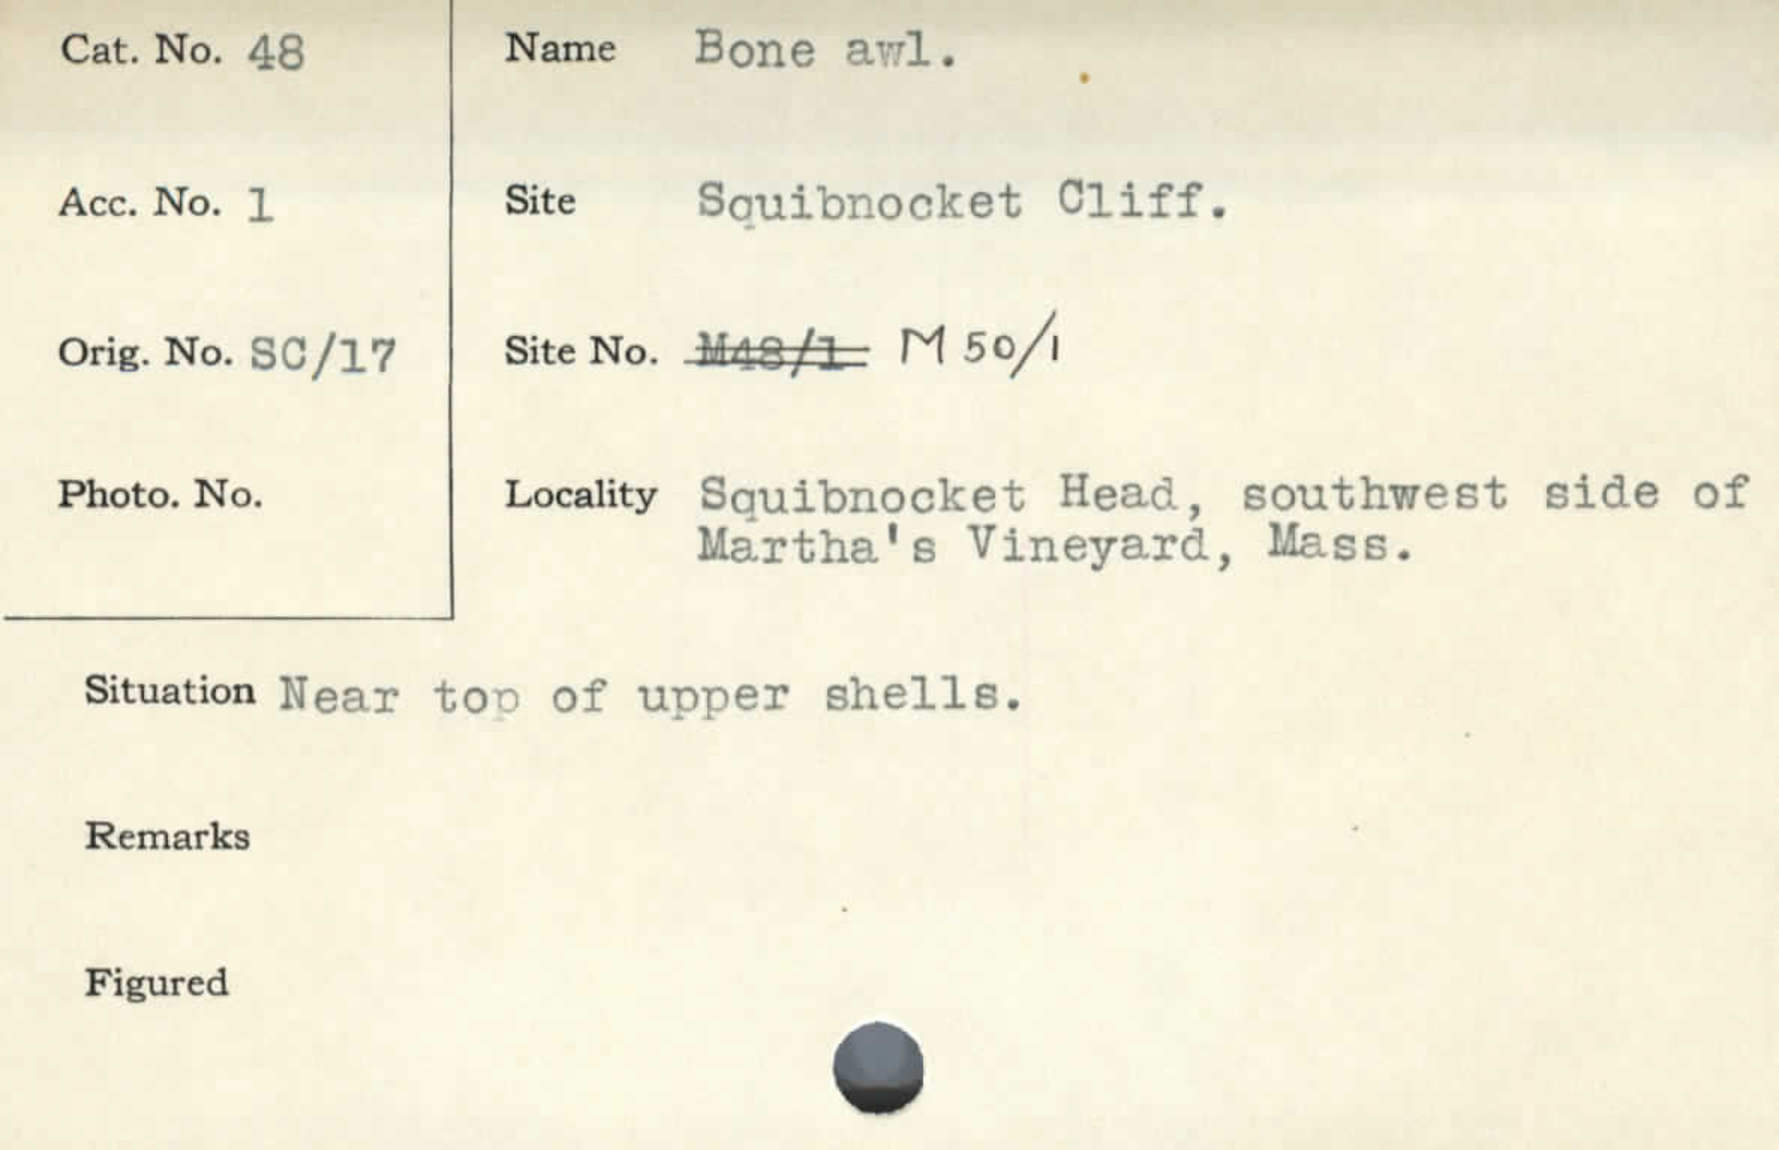 Cat. No. 48
Name Bone awl.
Acc. No. 1
Site Squibnocket Cliff.
Orig. No. SC/17
Site No. M48/1 M 50/1
Photo. No.
Locality Squibnocket Head, southwest side of
Martha's Vineyard, Mass.
Situation Near top of upper shells.
Remarks
Figured